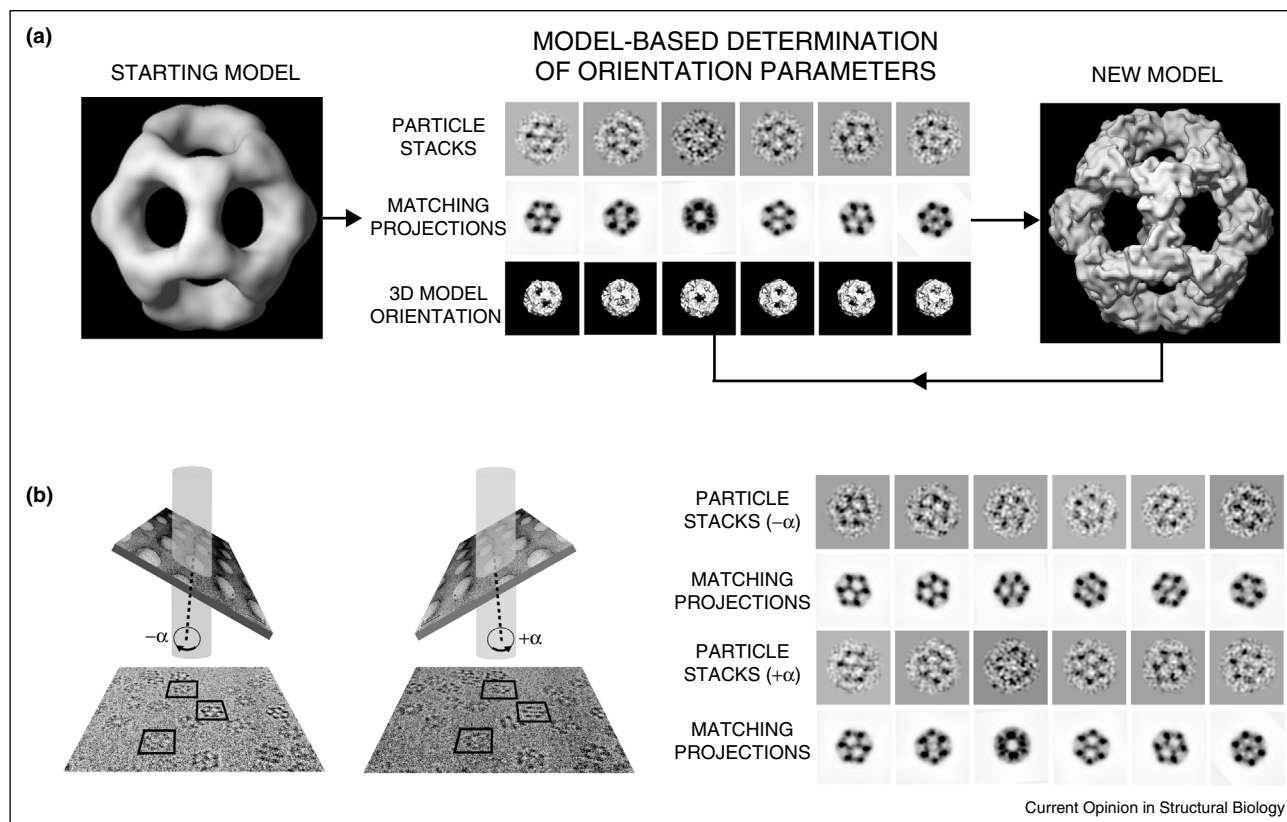 (a)
STARTING MODEL
MODEL-BASED DETERMINATION
OF ORIENTATION PARAMETERS
NEW MODEL
PARTICLE
STACKS
MATCHING
PROJECTIONS
3D MODEL
ORIENTATION
(b)
−α
+α
PARTICLE
STACKS (−α)
MATCHING
PROJECTIONS
PARTICLE
STACKS (+α)
MATCHING
PROJECTIONS
Current Opinion in Structural Biology